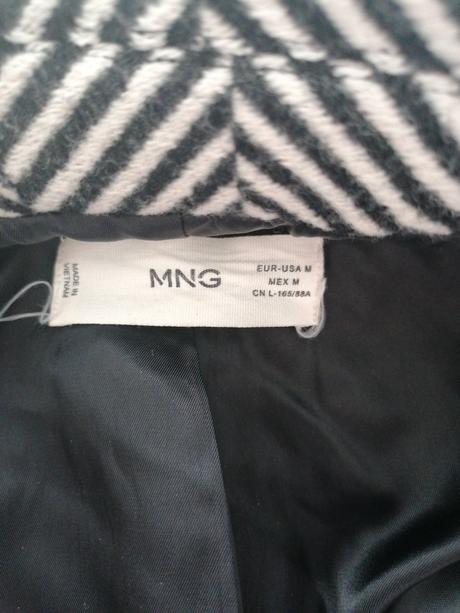 MADE IN
VIETNAM
MNG
EUR-USA M
MEX M
CN L-165/88A